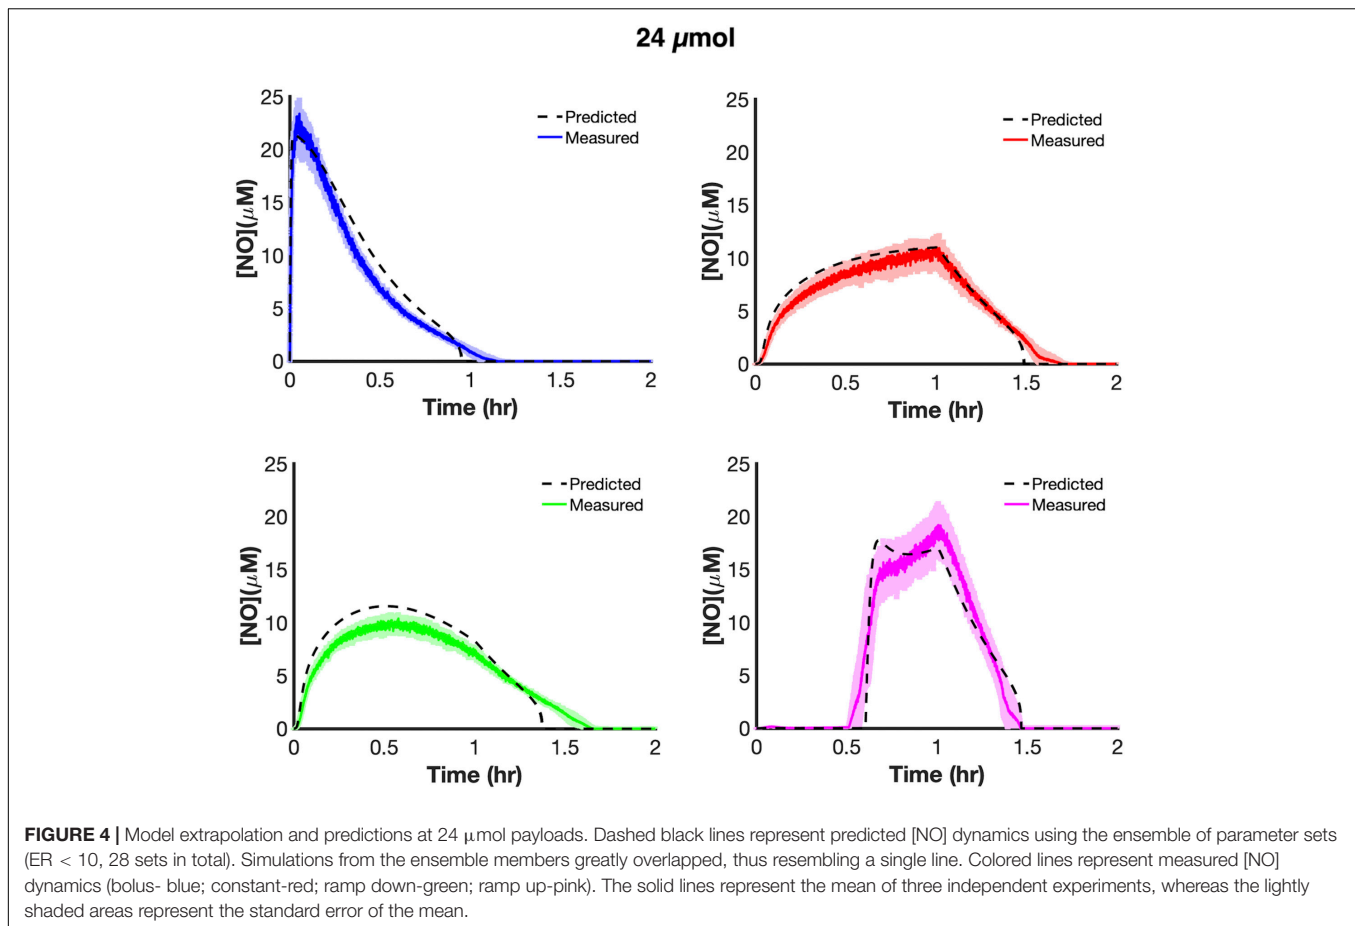 24 μmol
25
20
15
10
5
0
[NO](μM)
Predicted
Measured
0 0.5 1 1.5 2
Time (hr)
25
20
15
10
5
0
[NO](μM)
Predicted
Measured
0 0.5 1 1.5 2
Time (hr)
25
20
15
10
5
0
[NO](μM)
Predicted
Measured
0 0.5 1 1.5 2
Time (hr)
25
20
15
10
5
0
[NO](μM)
Predicted
Measured
0 0.5 1 1.5 2
Time (hr)
FIGURE 4 | Model extrapolation and predictions at 24 μmol payloads. Dashed black lines represent predicted [NO] dynamics using the ensemble of parameter sets
(ER < 10, 28 sets in total). Simulations from the ensemble members greatly overlapped, thus resembling a single line. Colored lines represent measured [NO]
dynamics (bolus- blue; constant-red; ramp down-green; ramp up-pink). The solid lines represent the mean of three independent experiments, whereas the lightly
shaded areas represent the standard error of the mean.